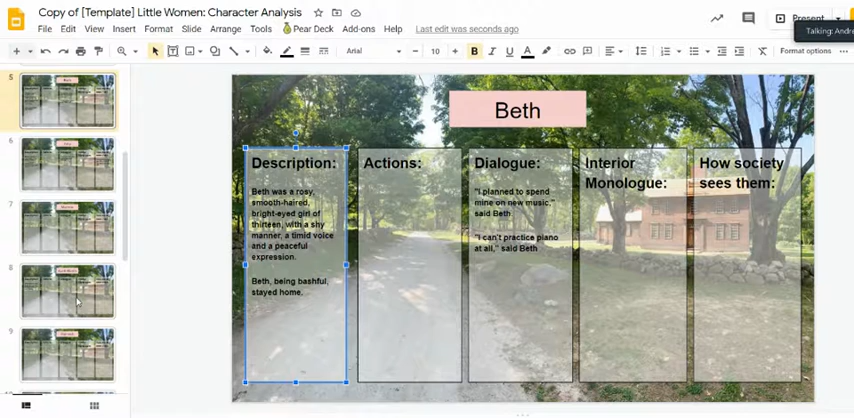 Copy of [Template] Little Women: Character Analysis
File Edit View Insert Format Slide Arrange Tools Pear Deck Add-ons Help Last edit was seconds ago
Present
Talking: Andre
Arial 10 B I U A Format options
5
6
7
8
9
Beth
Description:
Beth was a rosy,
smooth-haired,
bright-eyed girl of
thirteen, with a shy
manner, a timid voice
and a peaceful
expression.
Beth, being bashful,
stayed home.
Actions:
Dialogue:
"I planned to spend
mine on new music,"
said Beth
"I can't practice piano
at all," said Beth
Interior
Monologue:
How society
sees them: